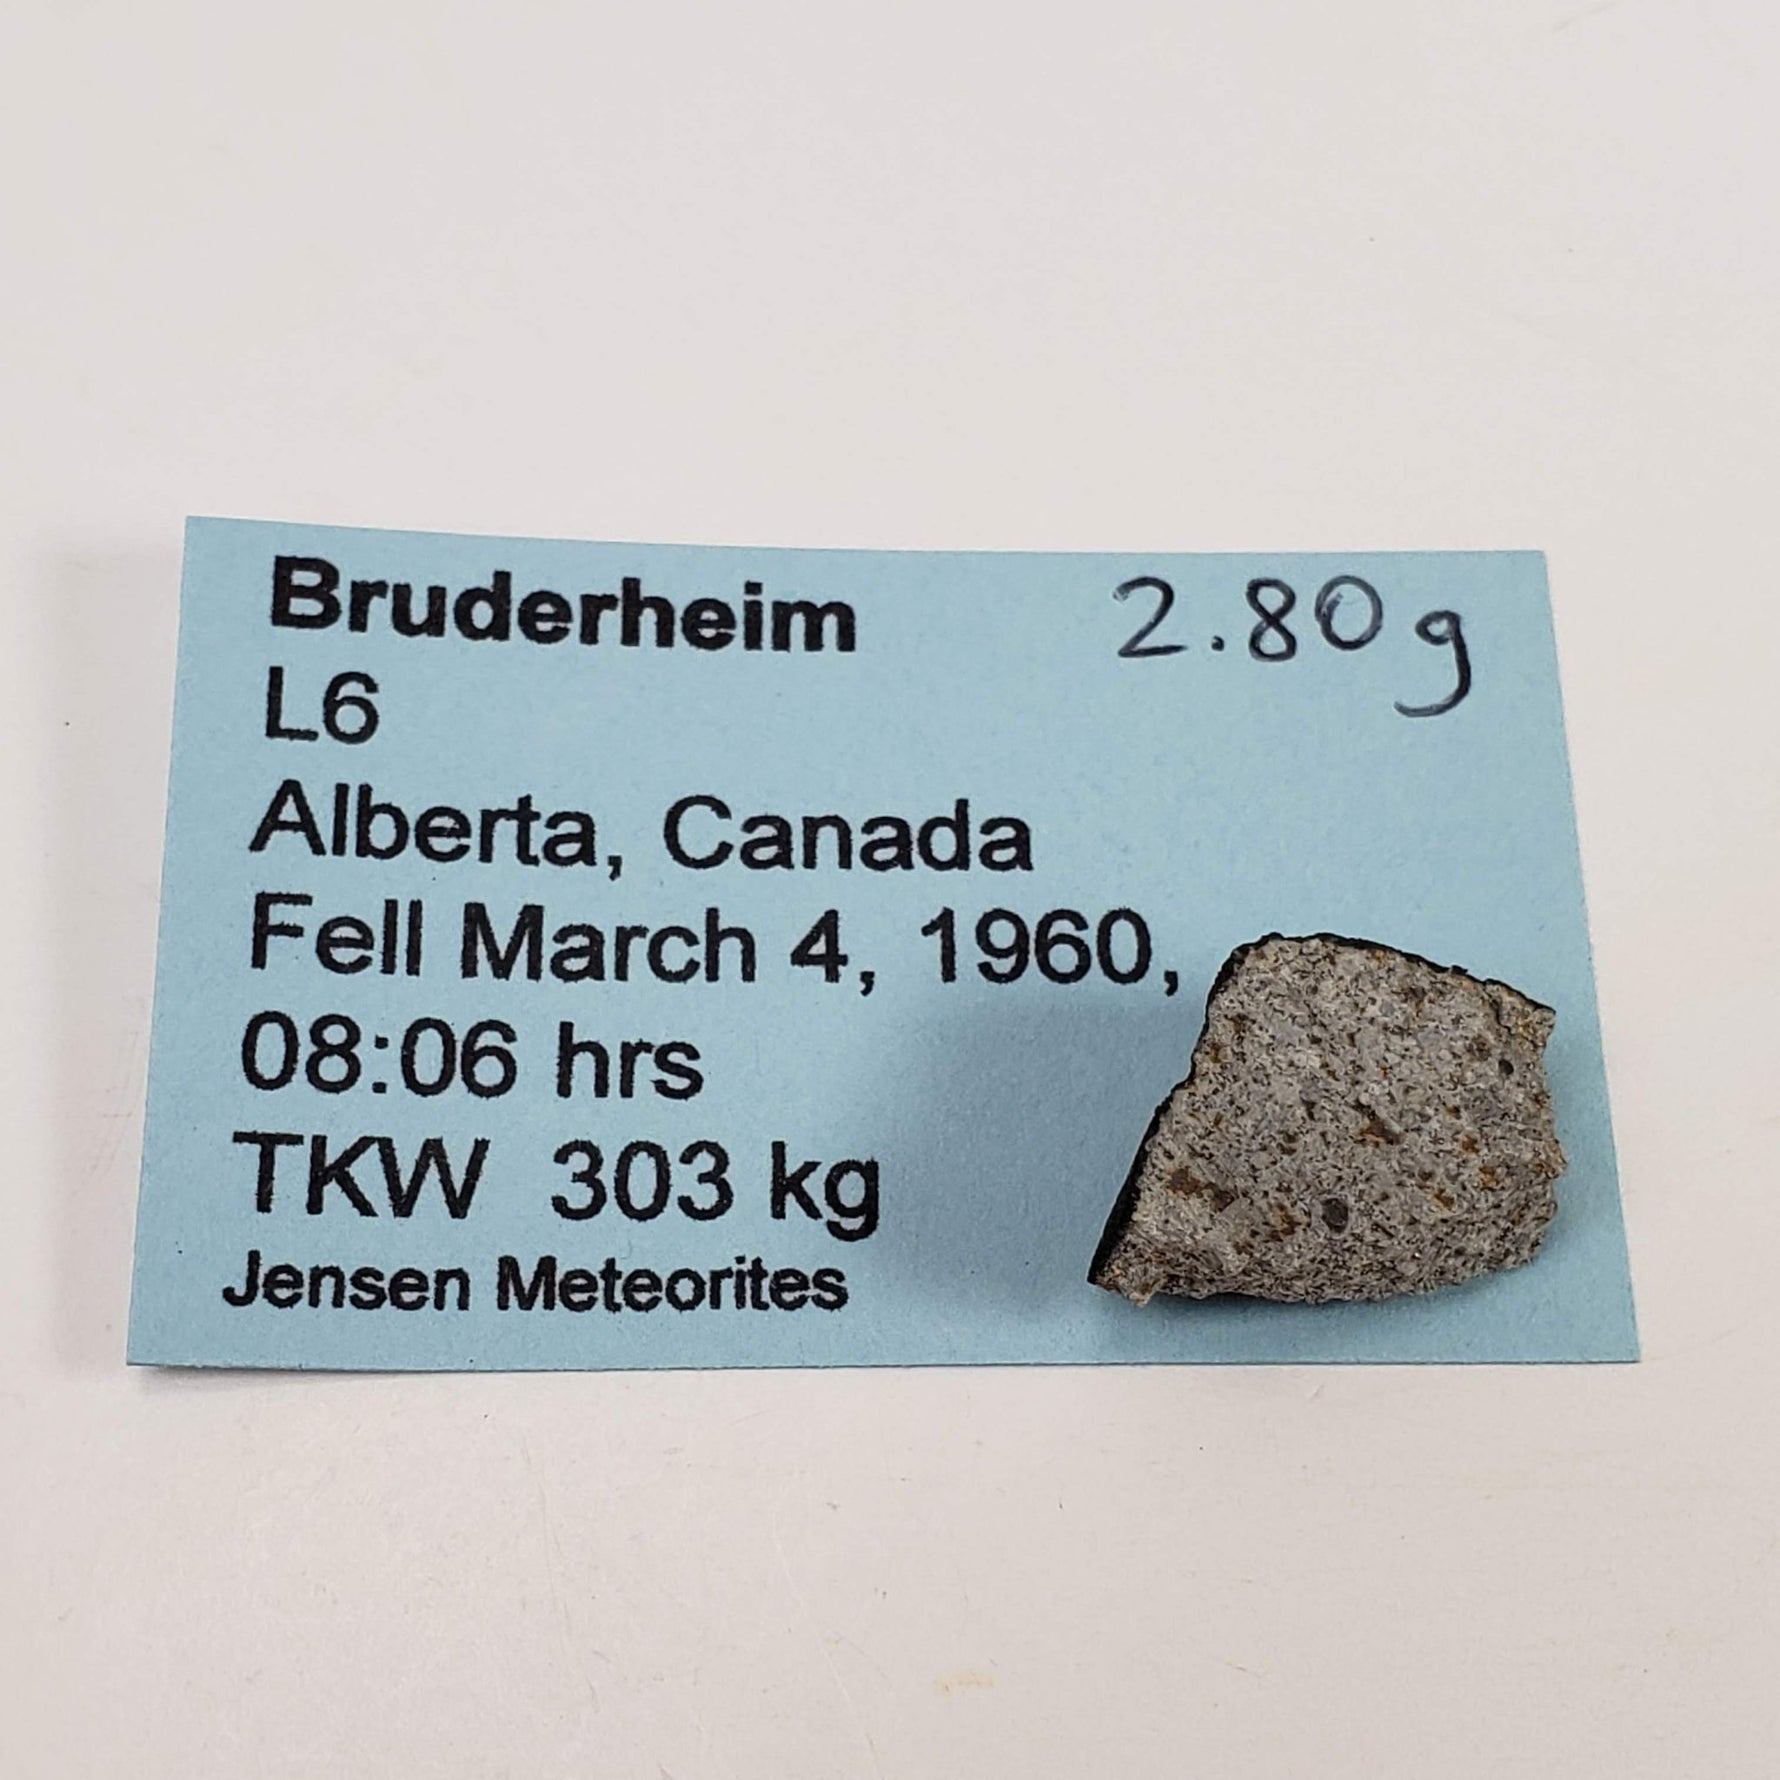 Bruderheim 2.80g
L6
Alberta, Canada
Fell March 4, 1960,
08:06 hrs
TKW 303 kg
Jensen Meteorites